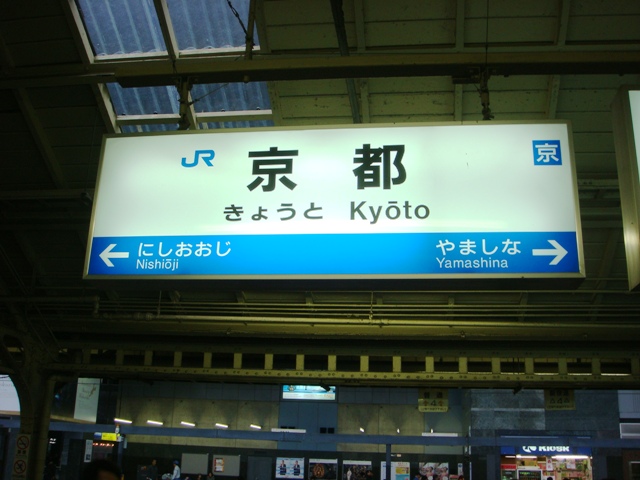 JR 京都 京
きょうと Kyōto
← にしおおじ やましな →
Nishiōji Yamashina
Kiosk